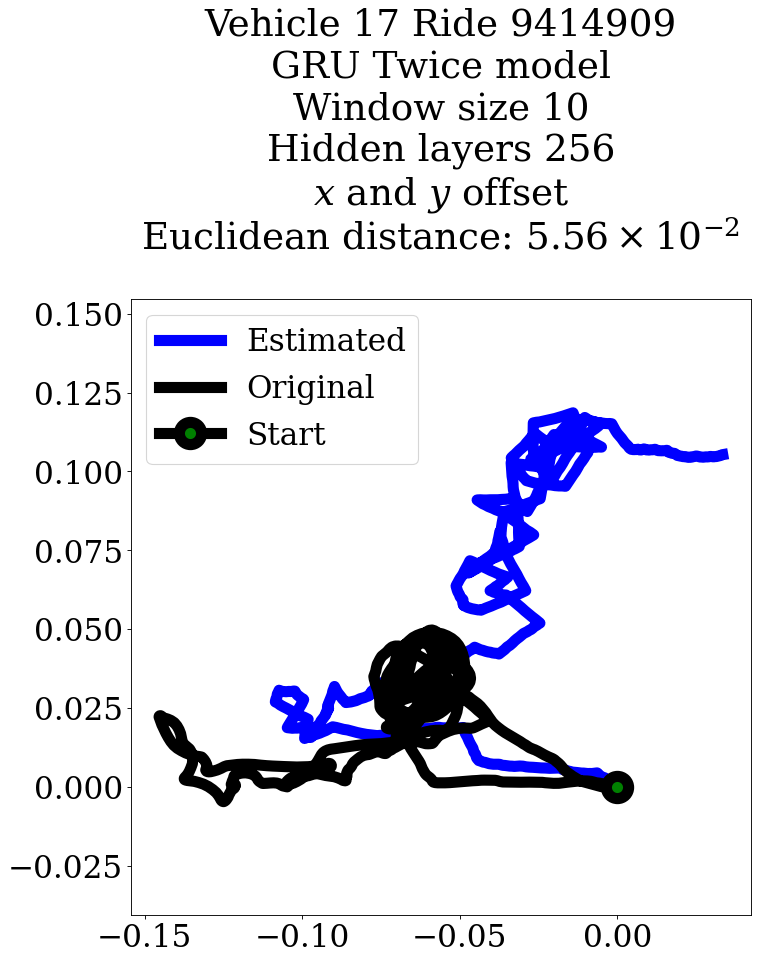 Vehicle 17 Ride 9414909
GRU Twice model
Window size 10
Hidden layers 256
x and y offset
Euclidean distance: 5.56 × 10⁻²
Estimated
Original
Start
0.150
0.125
0.100
0.075
0.050
0.025
0.000
−0.025
−0.15
−0.10
−0.05
0.00